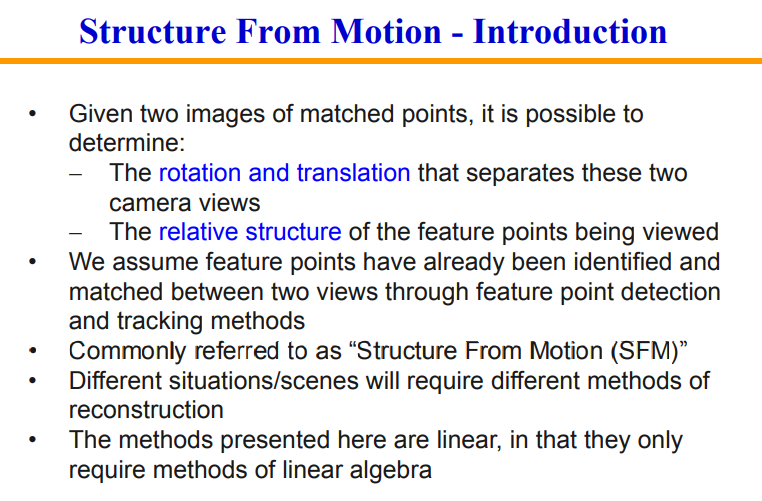 Structure From Motion - Introduction
• Given two images of matched points, it is possible to
determine:
– The rotation and translation that separates these two
camera views
– The relative structure of the feature points being viewed
• We assume feature points have already been identified and
matched between two views through feature point detection
and tracking methods
• Commonly referred to as “Structure From Motion (SFM)”
• Different situations/scenes will require different methods of
reconstruction
• The methods presented here are linear, in that they only
require methods of linear algebra